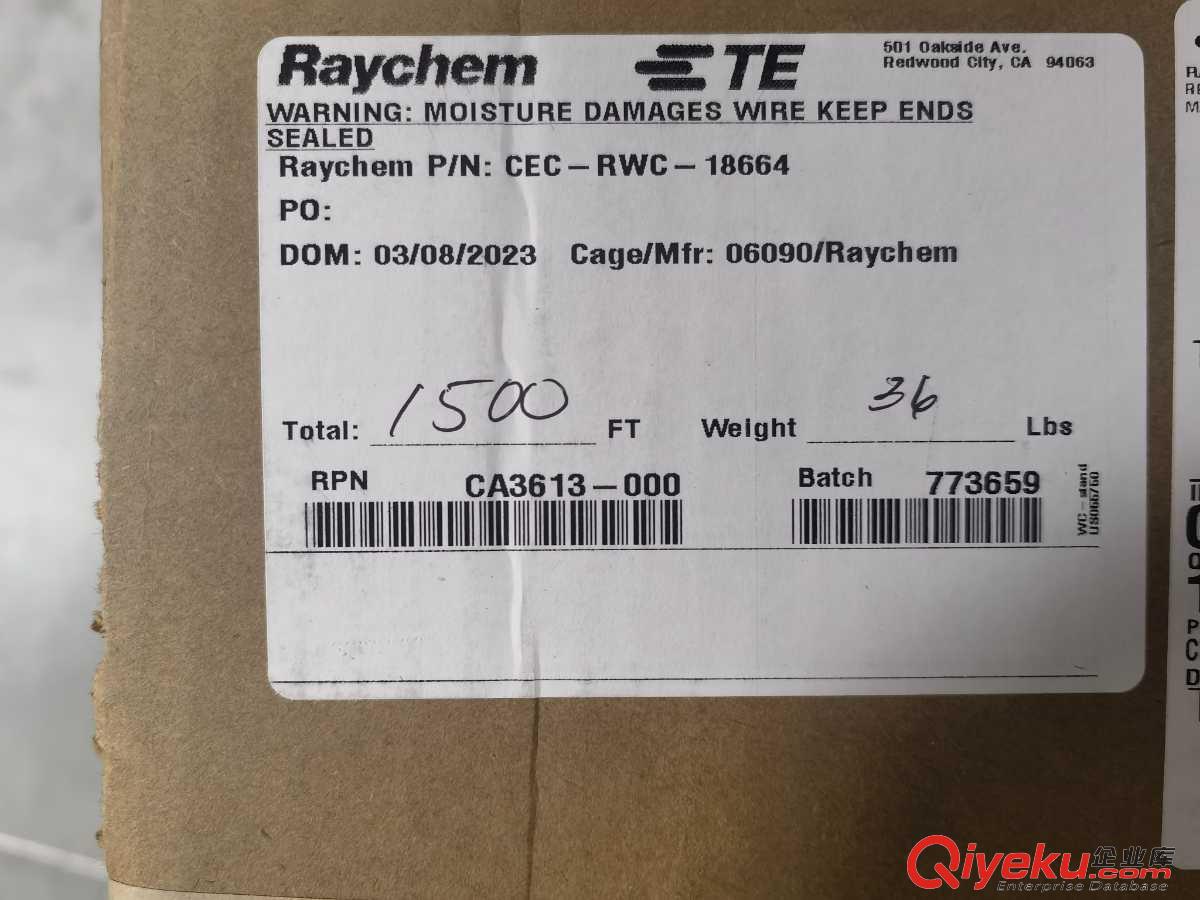 Raychem
TE
501 Oakside Ave.
Redwood City, CA 94063
WARNING: MOISTURE DAMAGES WIRE KEEP ENDS
SEALED
Raychem P/N: CEC-RWC-18664
PO:
DOM: 03/08/2023 Cage/Mfr: 06090/Raychem
Total: 1500 FT Weight 36 Lbs
RPN CA3613-000 Batch 773659
WC-stand
Qiyeku.com
企业库
Enterprise Database